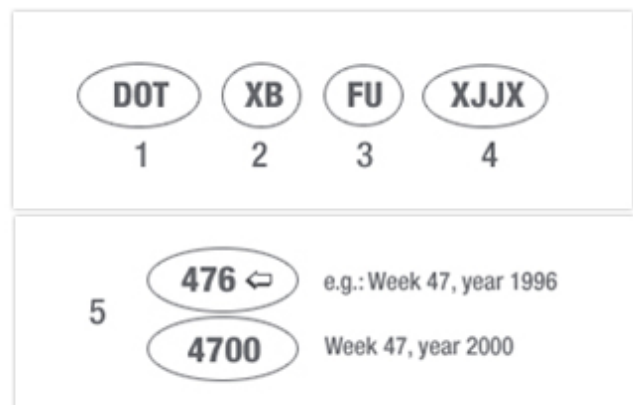 DOT XB FU XJJX
1 2 3 4
476 ⇦ e.g.: Week 47, year 1996
5
4700 Week 47, year 2000